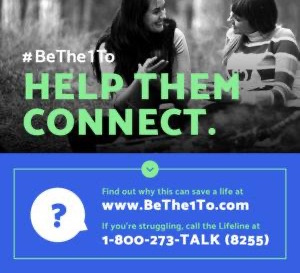 #BeThe1To
HELP THEM
CONNECT.
?
Find out why this can save a life at
www.BeThe1To.com
If you're struggling, call the Lifeline at
1-800-273-TALK (8255)